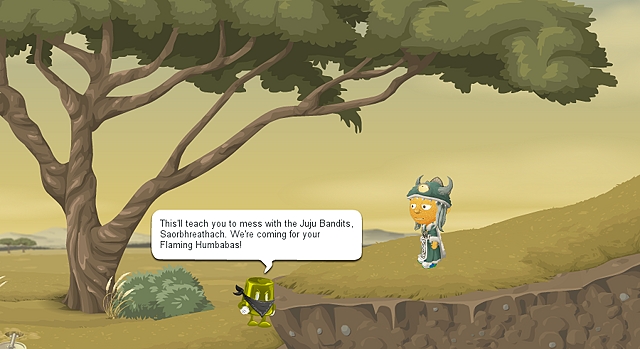 This'll teach you to mess with the Juju Bandits,
Saorbhreathach. We're coming for your
Flaming Humbabas!